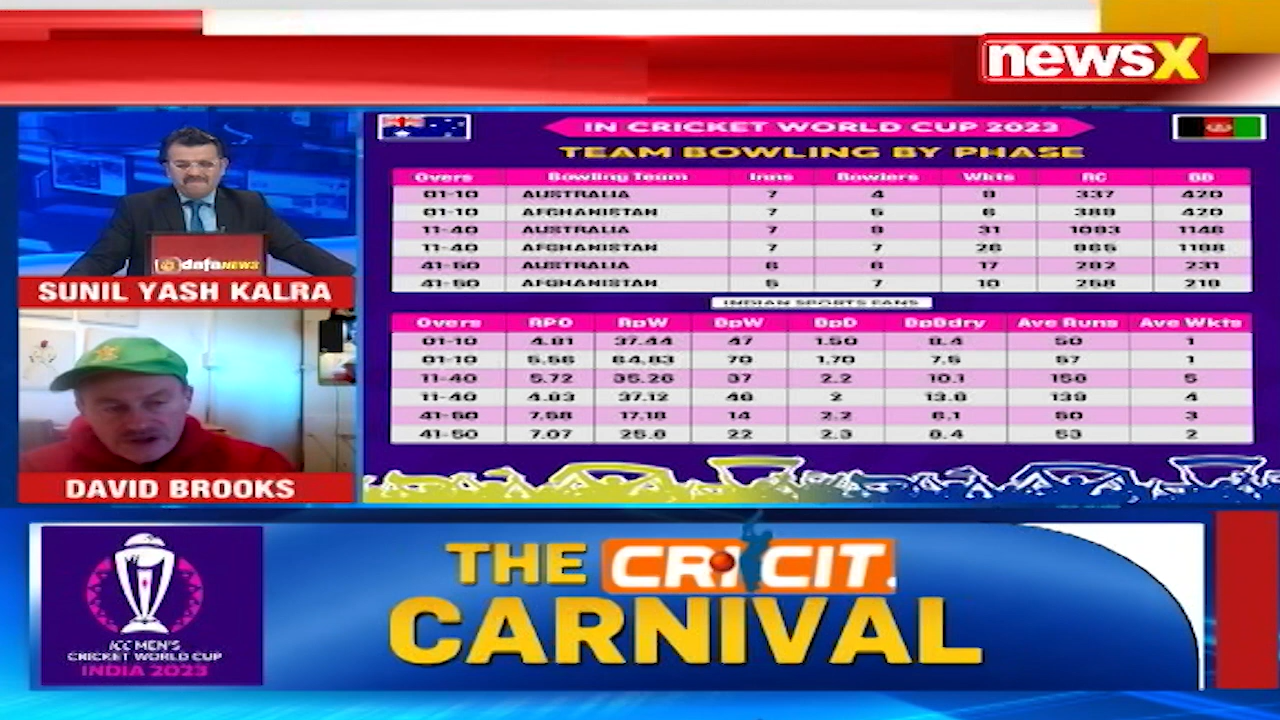 newsX
IN CRICKET WORLD CUP 2023
TEAM BOWLING BY PHASE
Overs Bowling Team Inns Bowlers Wkts RC BB
01-10 AUSTRALIA 7 4 9 337 420
01-10 AFGHANISTAN 7 5 6 389 420
11-40 AUSTRALIA 7 31 1093 1146
11-40 AFGHANISTAN 7 7 26 965 1198
41-50 AUSTRALIA 6 6 17 292 231
41-50 AFGHANISTAN 5 7 10 258 219
INDIAN SPORTS FANS
Overs RPO RpW BpW BpD BpBdry Ave Runs Ave Wkts
01-10 4.81 37.44 47 1.50 8.4 50 1
01-10 5.56 64.83 70 1.70 7.5 57 1
11-40 5.72 35.26 37 2.2 10.1 5
11-40 4.83 37.12 46 2 139 4
41-50 7.58 17.18 14 2.2 6.1 50 3
41-50 7.07 25.8 22 2.3 8.4 53 2
dafaNEWS
SUNIL YASH KALRA
DAVID BROOKS
ICC MEN'S
CRICKET WORLD CUP
INDIA 2023
THE CRICIT.
CARNIVAL